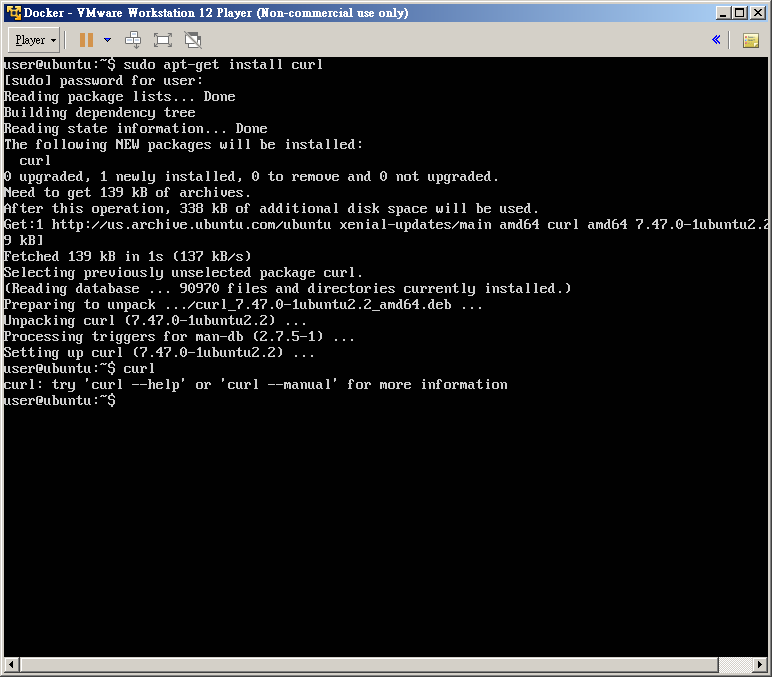 Docker - VMware Workstation 12 Player (Non-commercial use only)
Player
user@ubuntu:~$ sudo apt-get install curl
[sudo] password for user:
Reading package lists... Done
Building dependency tree
Reading state information... Done
The following NEW packages will be installed:
  curl
0 upgraded, 1 newly installed, 0 to remove and 0 not upgraded.
Need to get 139 kB of archives.
After this operation, 338 kB of additional disk space will be used.
Get:1 http://us.archive.ubuntu.com/ubuntu xenial-updates/main amd64 curl amd64 7.47.0-1ubuntu2.2
9 kB]
Fetched 139 kB in 1s (137 kB/s)
Selecting previously unselected package curl.
(Reading database ... 90970 files and directories currently installed.)
Preparing to unpack .../curl_7.47.0-1ubuntu2.2_amd64.deb ...
Unpacking curl (7.47.0-1ubuntu2.2) ...
Processing triggers for man-db (2.7.5-1) ...
Setting up curl (7.47.0-1ubuntu2.2) ...
user@ubuntu:~$ curl
curl: try 'curl --help' or 'curl --manual' for more information
user@ubuntu:~$